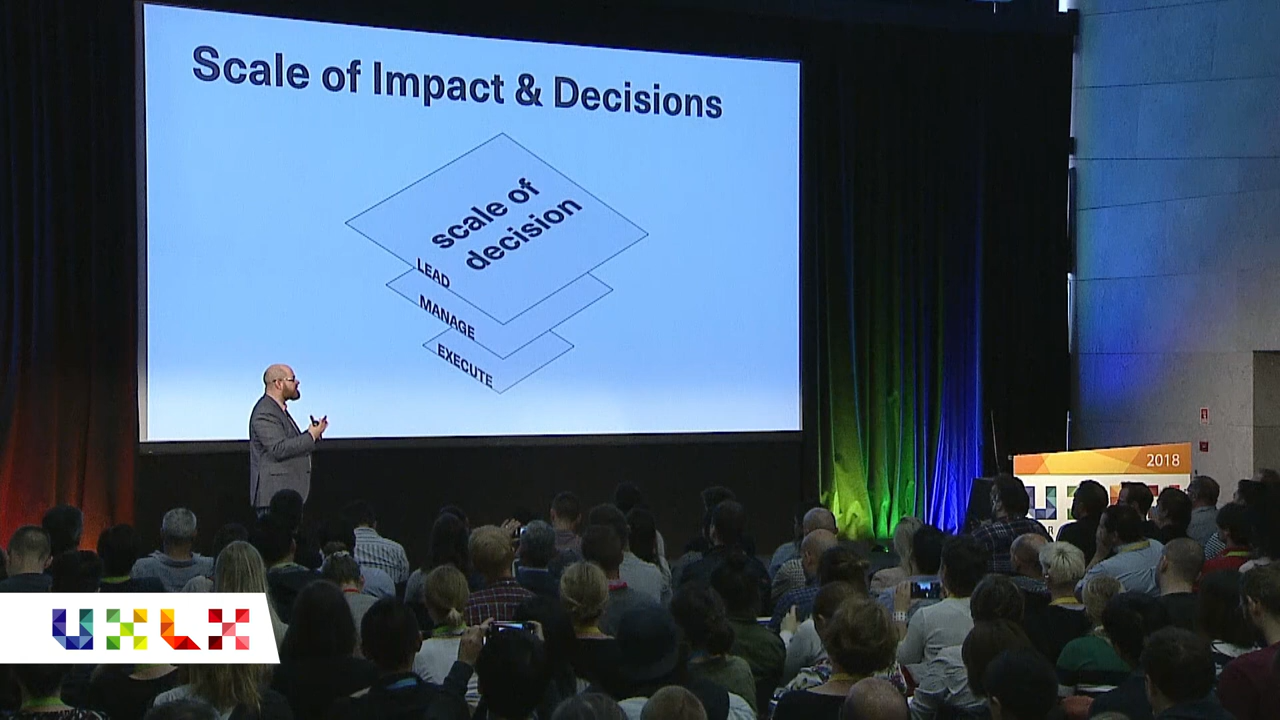 Scale of Impact & Decisions
scale of
decision
LEAD
MANAGE
EXECUTE
2018
UXLX